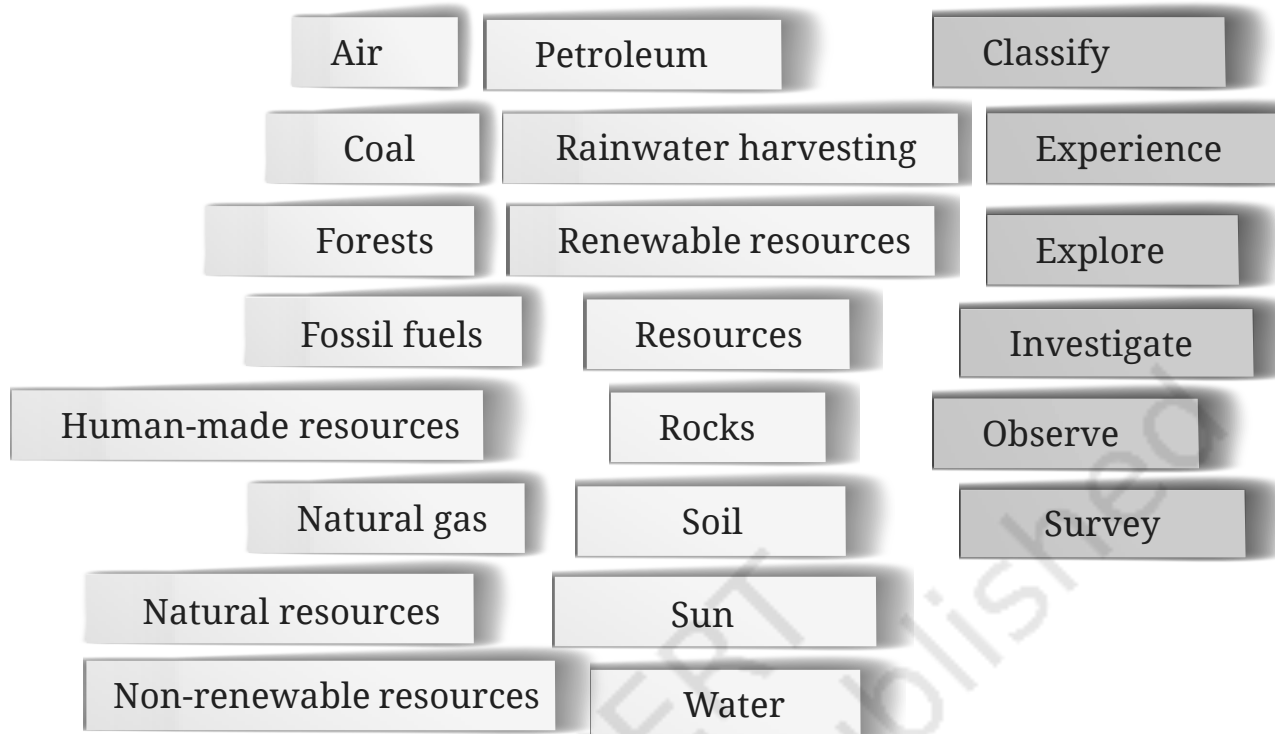 Air
Petroleum
Classify
Coal
Rainwater harvesting
Experience
Forests
Renewable resources
Explore
Fossil fuels
Resources
Investigate
Human-made resources
Rocks
Observe
Natural gas
Soil
Survey
Natural resources
Sun
Non-renewable resources
Water